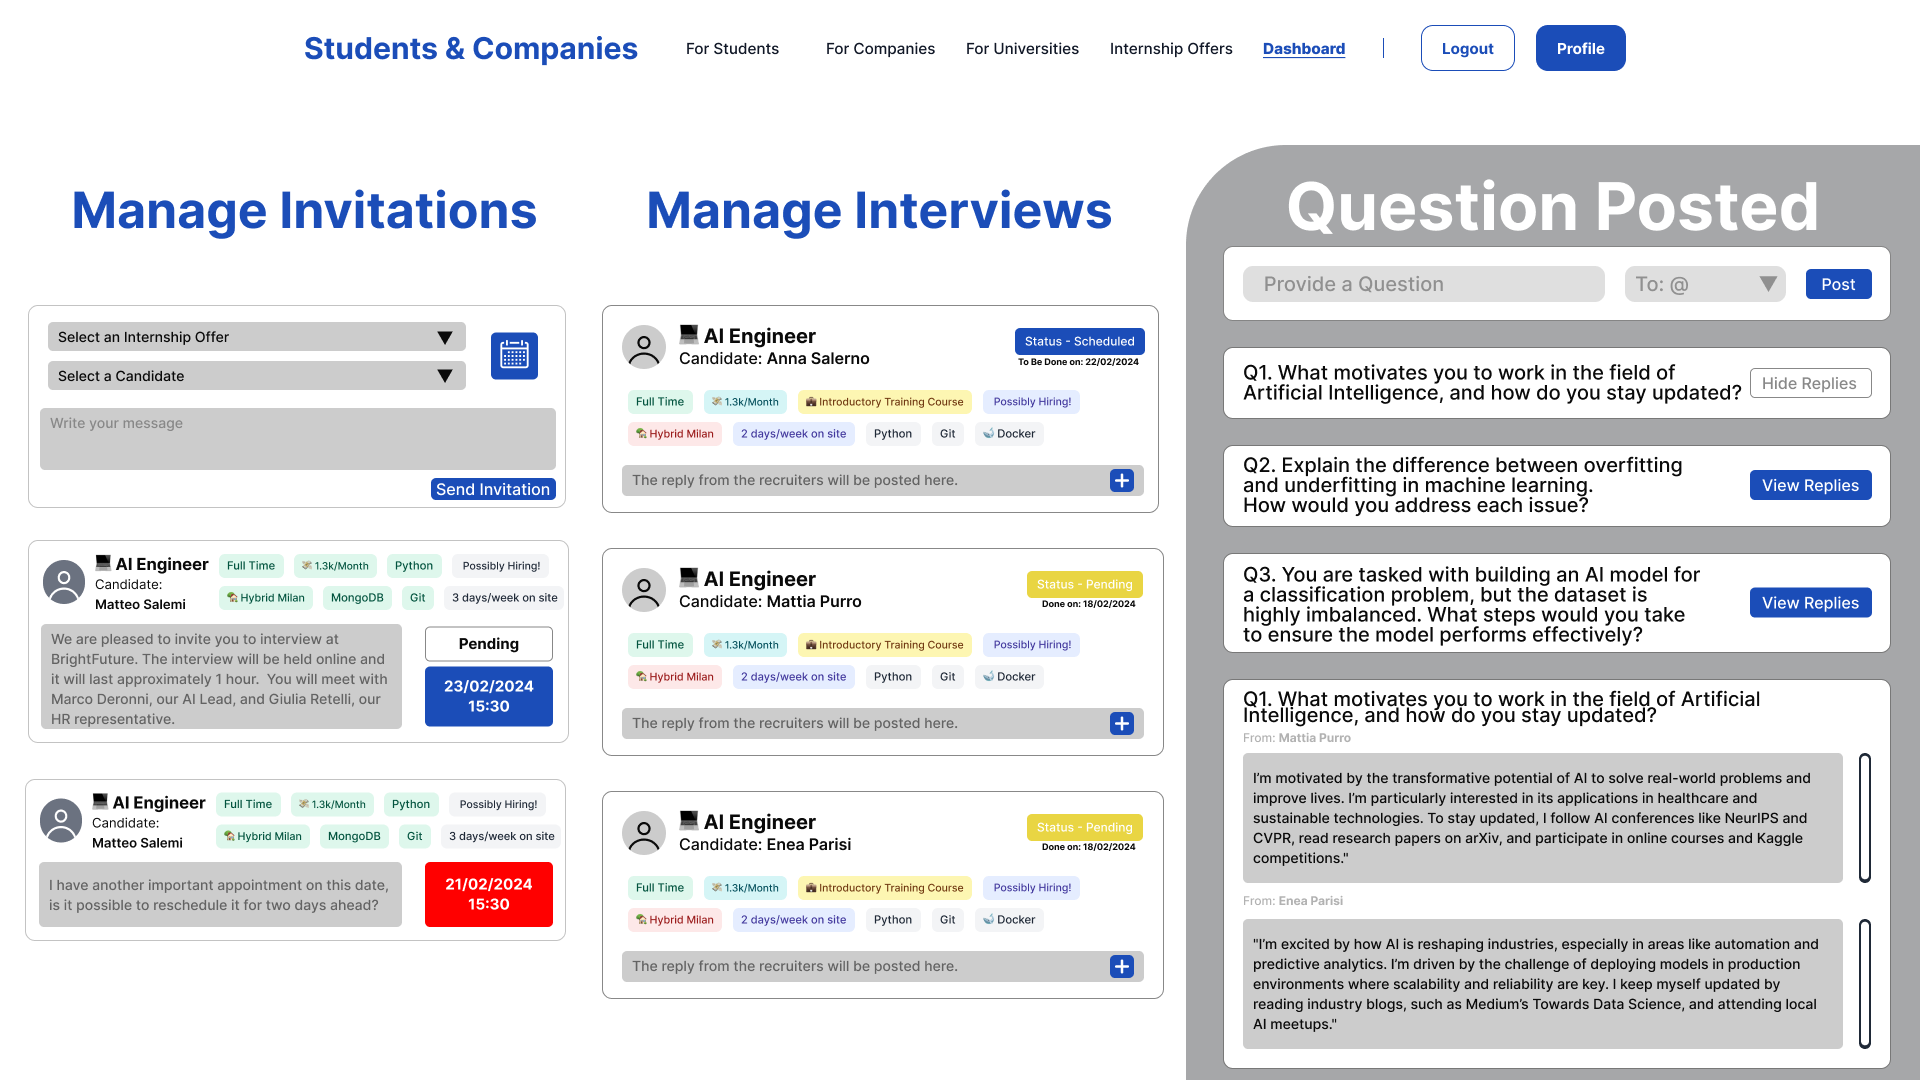 Students & Companies
For Students
For Companies
For Universities
Internship Offers
Dashboard
Logout
Profile
Manage Invitations
Select an Internship Offer
Select a Candidate
Write your message
Send Invitation
AI Engineer
Candidate:
Matteo Salemi
Full Time
1.3k/Month
Python
Possibly Hiring!
Hybrid Milan
MongoDB
Git
3 days/week on site
We are pleased to invite you to interview at
BrightFuture. The interview will be held online and
it will last approximately 1 hour. You will meet with
Marco Deronni, our AI Lead, and Giulia Retelli, our
HR representative.
Pending
23/02/2024
15:30
AI Engineer
Candidate:
Matteo Salemi
Full Time
1.3k/Month
Python
Possibly Hiring!
Hybrid Milan
MongoDB
Git
3 days/week on site
I have another important appointment on this date,
is it possible to reschedule it for two days ahead?
21/02/2024
15:30
Manage Interviews
AI Engineer
Candidate: Anna Salerno
Status - Scheduled
To Be Done on: 22/02/2024
Full Time
1.3k/Month
Introductory Training Course
Possibly Hiring!
Hybrid Milan
2 days/week on site
Python
Git
Docker
The reply from the recruiters will be posted here.
AI Engineer
Candidate: Mattia Purro
Status - Pending
Done on: 18/02/2024
Full Time
1.3k/Month
Introductory Training Course
Possibly Hiring!
Hybrid Milan
2 days/week on site
Python
Git
Docker
The reply from the recruiters will be posted here.
AI Engineer
Candidate: Enea Parisi
Status - Pending
Done on: 18/02/2024
Full Time
1.3k/Month
Introductory Training Course
Possibly Hiring!
Hybrid Milan
2 days/week on site
Python
Git
Docker
The reply from the recruiters will be posted here.
Question Posted
Provide a Question
To: @
Post
Q1. What motivates you to work in the field of
Artificial Intelligence, and how do you stay updated?
Hide Replies
Q2. Explain the difference between overfitting
and underfitting in machine learning.
How would you address each issue?
View Replies
Q3. You are tasked with building an AI model for
a classification problem, but the dataset is
highly imbalanced. What steps would you take
to ensure the model performs effectively?
View Replies
Q1. What motivates you to work in the field of Artificial
Intelligence, and how do you stay updated?
From: Mattia Purro
I'm motivated by the transformative potential of AI to solve real-world problems and
improve lives. I'm particularly interested in its applications in healthcare and
sustainable technologies. To stay updated, I follow AI conferences like NeurIPS and
CVPR, read research papers on arXiv, and participate in online courses and Kaggle
competitions."
From: Enea Parisi
"I'm excited by how AI is reshaping industries, especially in areas like automation and
predictive analytics. I'm driven by the challenge of deploying models in production
environments where scalability and reliability are key. I keep myself updated by
reading industry blogs, such as Medium's Towards Data Science, and attending local
AI meetups."